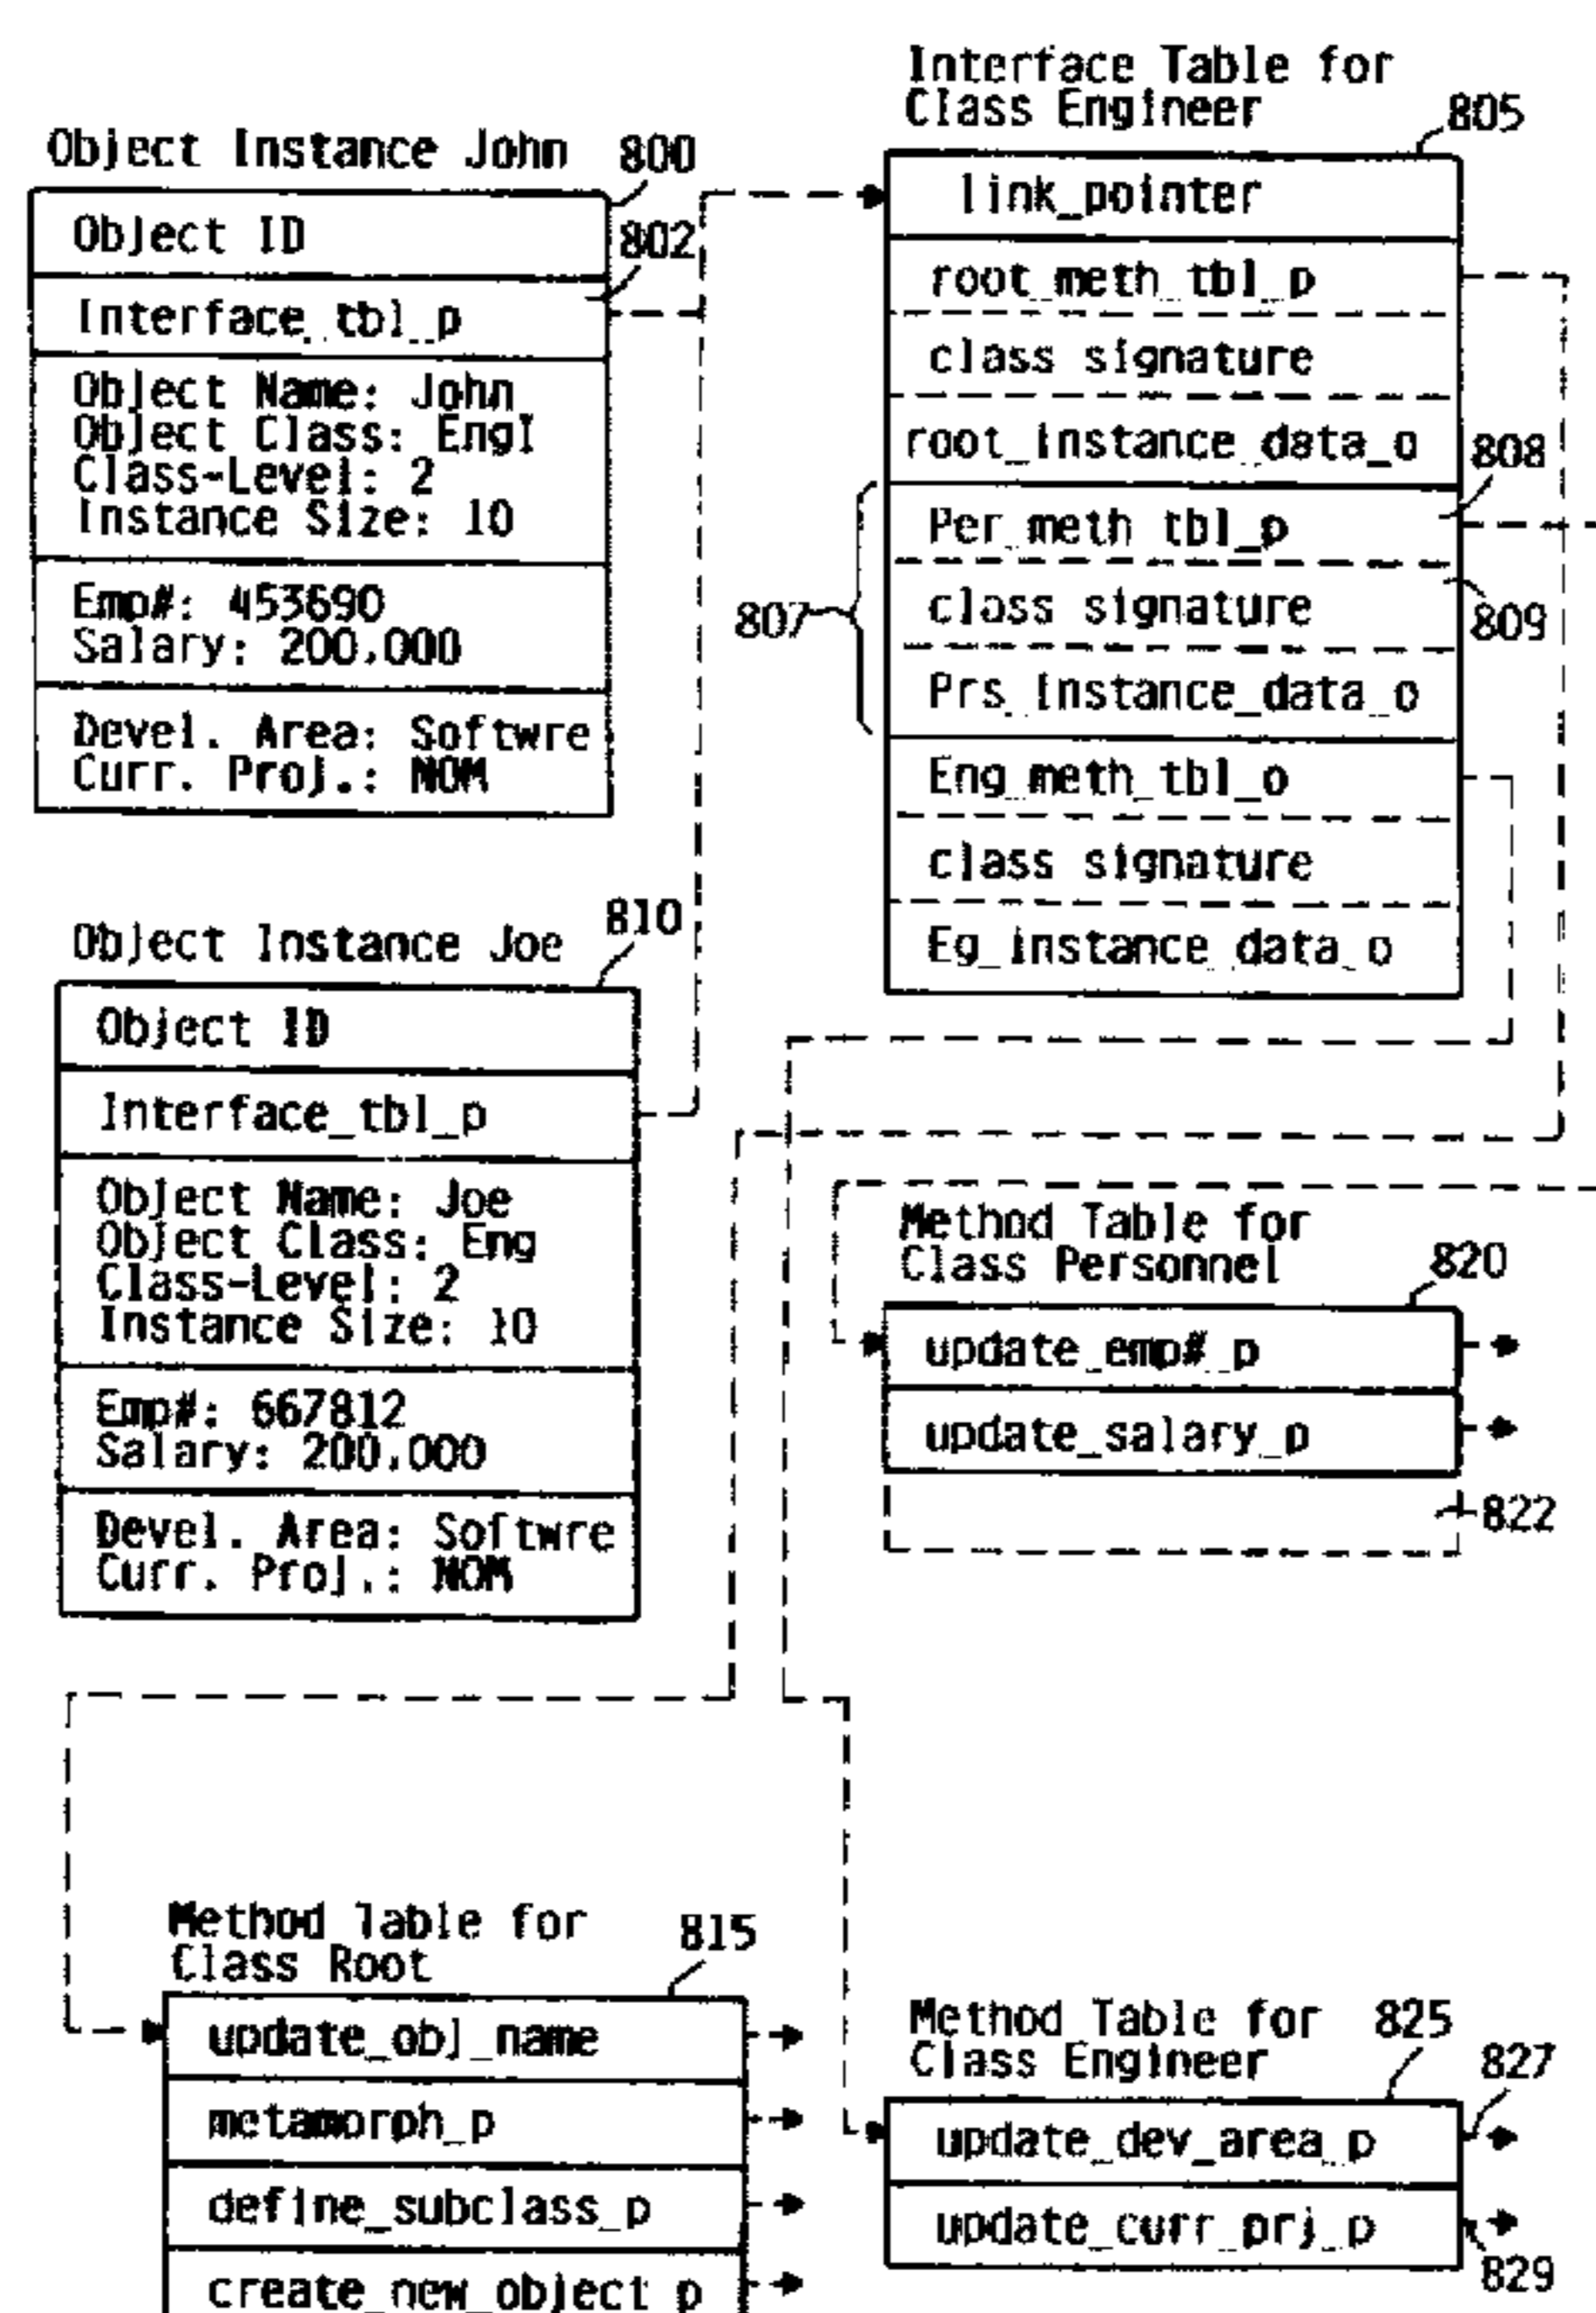 Object Instance John 800
Object ID
802
Interface_tbl_p
Object Name: John
Object Class: EngI
Class-Level: 2
Instance Size: 10
Emp#: 453690
Salary: 200,000
Devel. Area: Softwre
Curr. Proj.: NOM
Interface Table for
Class Engineer
805
link_pointer
root_meth_tbl_p
class signature
root_instance_data_o
808
Per_meth tbl_p
807
class signature
809
Prs_instance_data_o
Eng_meth_tbl_o
class signature
Eg_instance_data_o
Object Instance Joe 810
Object ID
Interface_tbl_p
Object Name: Joe
Object Class: Eng
Class-Level: 2
Instance Size: 10
Emp#: 667812
Salary: 200,000
Devel. Area: Softwre
Curr. Proj.: NOM
Method Table for
Class Personnel
820
update_emp#_p
update_salary_p
822
Method Table for
Class Root
815
update_obj_name
metamorph_p
define_subclass_p
create_new_object_p
Method Table for
Class Engineer
825
827
update_dev_area_p
update_curr_prj_p
829